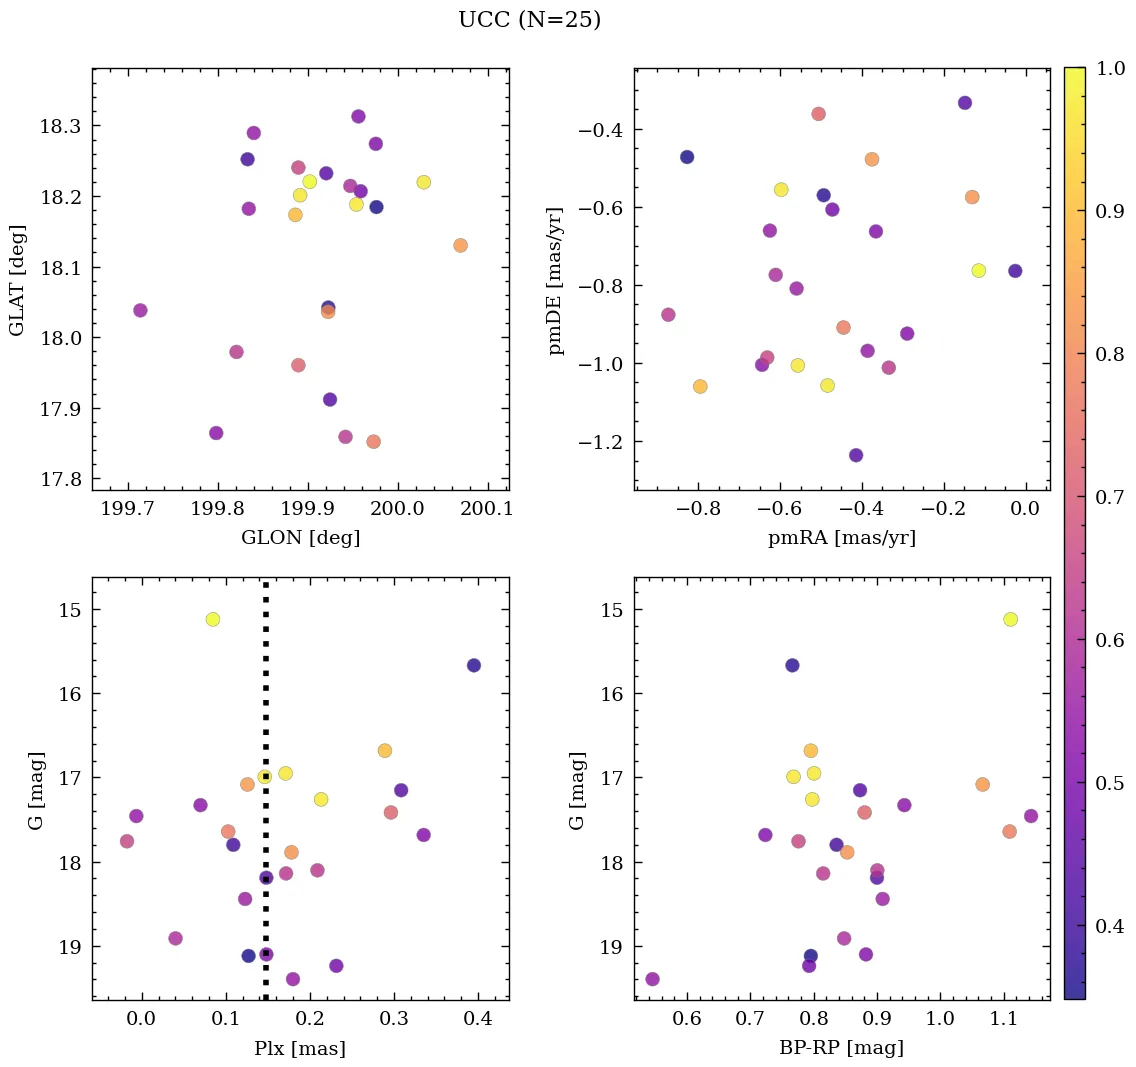 UCC (N=25)
18.3
18.2
18.1
18.0
17.9
17.8
GLAT [deg]
199.7 199.8 199.9 200.0 200.1
GLON [deg]
−0.4
−0.6
−0.8
−1.0
−1.2
pmDE [mas/yr]
−0.8 −0.6 −0.4 −0.2 0.0
pmRA [mas/yr]
15
16
17
18
19
G [mag]
0.0 0.1 0.2 0.3 0.4
Plx [mas]
15
16
17
18
19
G [mag]
0.6 0.7 0.8 0.9 1.0 1.1
BP-RP [mag]
1.0
0.9
0.8
0.7
0.6
0.5
0.4